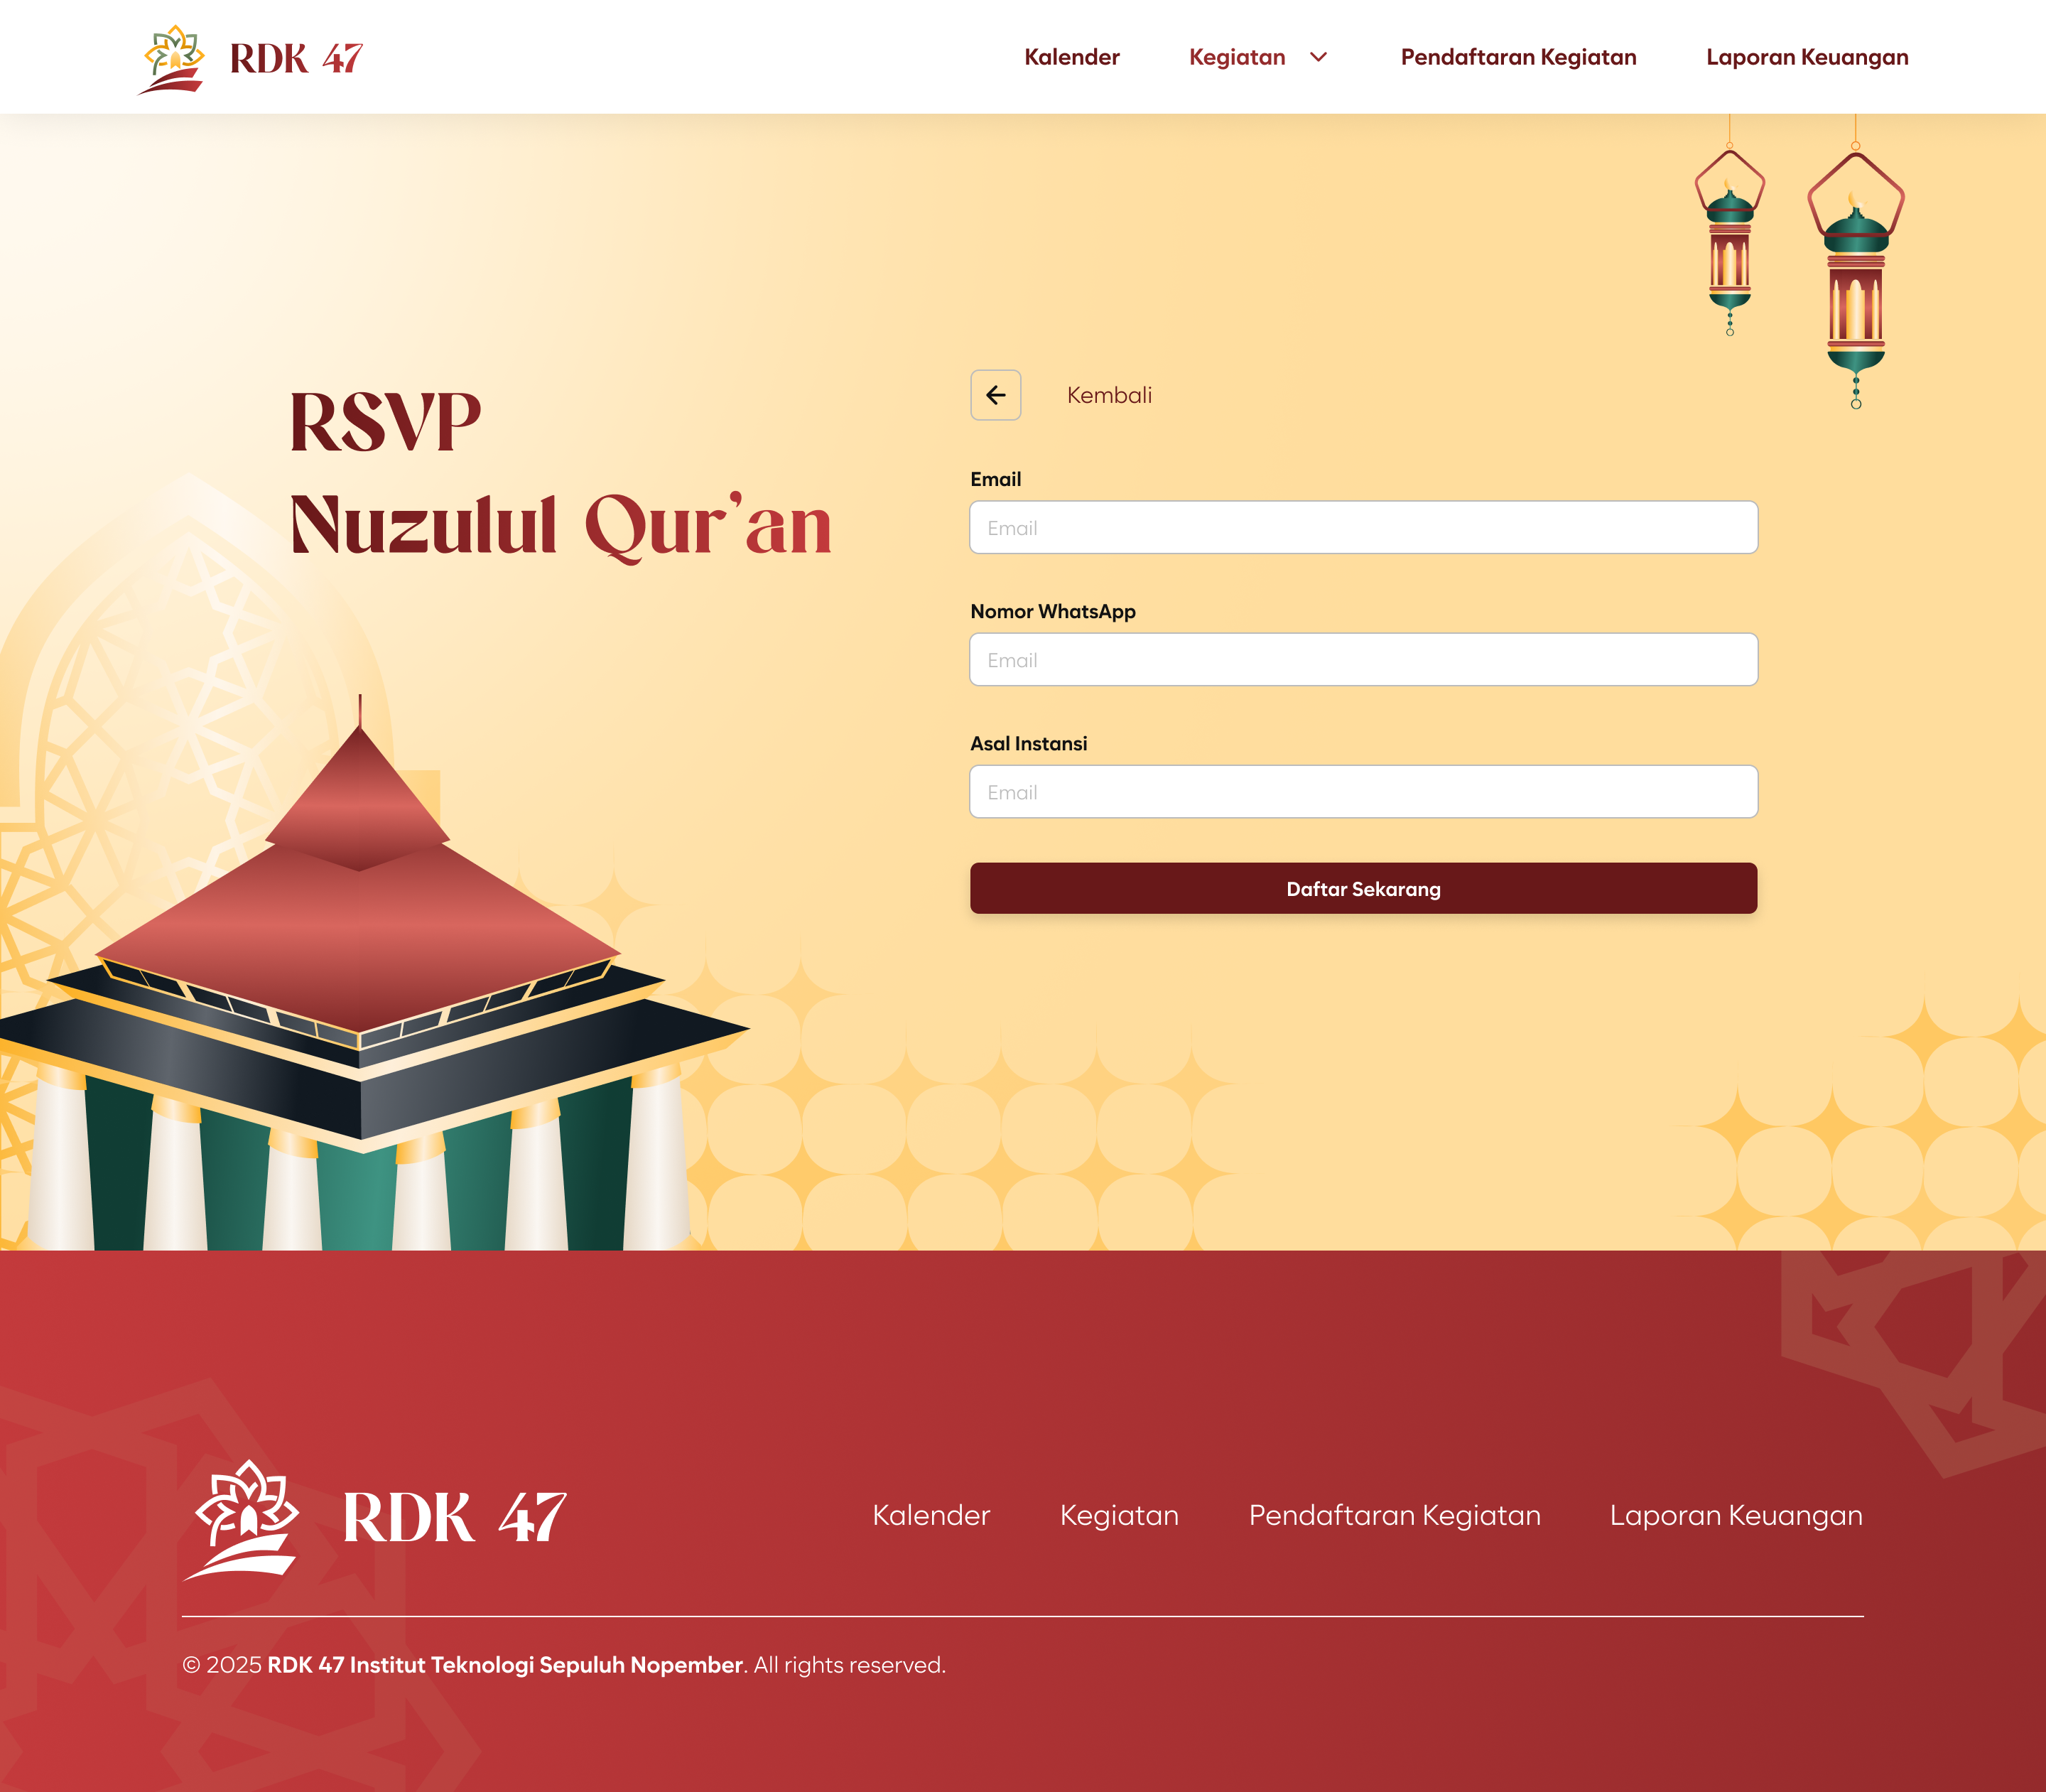 RDK 47
Kalender
Kegiatan
Pendaftaran Kegiatan
Laporan Keuangan
RSVP
Nuzulul Qur’an
Kembali
Email
Email
Nomor WhatsApp
Email
Asal Instansi
Email
Daftar Sekarang
RDK 47
Kalender
Kegiatan
Pendaftaran Kegiatan
Laporan Keuangan
© 2025 RDK 47 Institut Teknologi Sepuluh Nopember. All rights reserved.